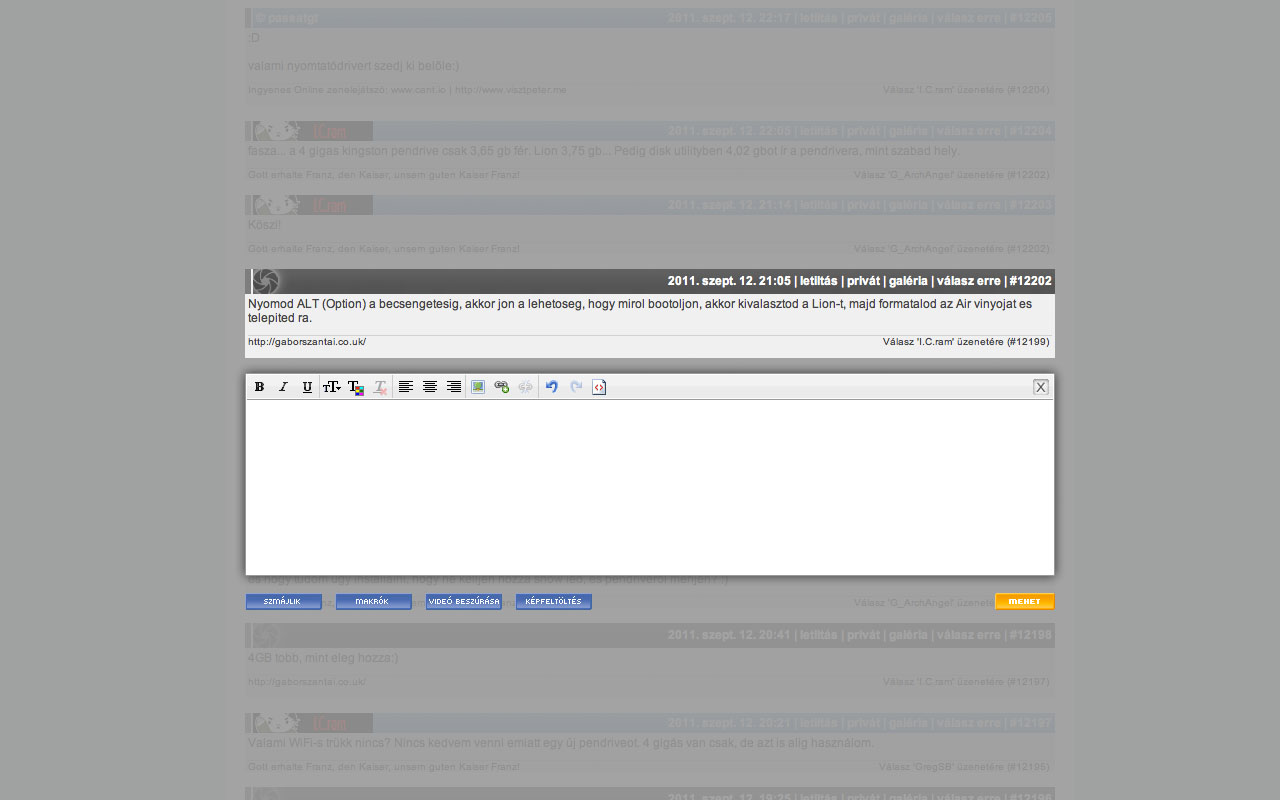 © passatgt 2011. szept. 12. 22:17 | letiltás | privát | galéria | válasz erre | #12205
:D
valami nyomtatódrivert szedj ki belőle:)
Ingyenes Online zenelejátszó: www.cant.io | http://www.visztpeter.me Válasz 'I.C.ram' üzenetére (#12204)
I.C.ram 2011. szept. 12. 22:05 | letiltás | privát | galéria | válasz erre | #12204
fasza... a 4 gigás kingston pendrive csak 3,65 gb fér. Lion 3,75 gb... Pedig disk utilityben 4,02 gbot ír a pendrivera, mint szabad hely.
Gott erhalte Franz, den Kaiser, unsern guten Kaiser Franz! Válasz 'G_ArchAngel' üzenetére (#12202)
I.C.ram 2011. szept. 12. 21:14 | letiltás | privát | galéria | válasz erre | #12203
Köszi!
Gott erhalte Franz, den Kaiser, unsern guten Kaiser Franz! Válasz 'G_ArchAngel' üzenetére (#12202)
2011. szept. 12. 21:05 | letiltás | privát | galéria | válasz erre | #12202
Nyomod ALT (Option) a becsengetesig, akkor jon a lehetoseg, hogy mirol bootoljon, akkor kivalasztod a Lion-t, majd formatalod az Air vinyojat es
telepited ra.
http://gaborszantai.co.uk/ Válasz 'I.C.ram' üzenetére (#12199)
B I U TT T T X
és hogy tudom úgy installálni, hogy ne kelljen hozzá snow leo, és pendriveról menjen? :)
SZMÁJLIK MAKRÓK VIDEÓ BESZÚRÁSA KÉPFELTÖLTÉS Válasz 'G_ArchAngel' üzenetére MEHET
2011. szept. 12. 20:41 | letiltás | privát | galéria | válasz erre | #12198
4GB tobb, mint eleg hozza:)
http://gaborszantai.co.uk/ Válasz 'I.C.ram' üzenetére (#12197)
I.C.ram 2011. szept. 12. 20:21 | letiltás | privát | galéria | válasz erre | #12197
Valami WiFi-s trükk nincs? Nincs kedvem venni emiatt egy új pendriveot. 4 gigás van csak, de azt is alig használom.
Gott erhalte Franz, den Kaiser, unsern guten Kaiser Franz! Válasz 'GregSB' üzenetére (#12195)
2011. szept. 12. 19:25 | letiltás | privát | galéria | válasz erre | #12196